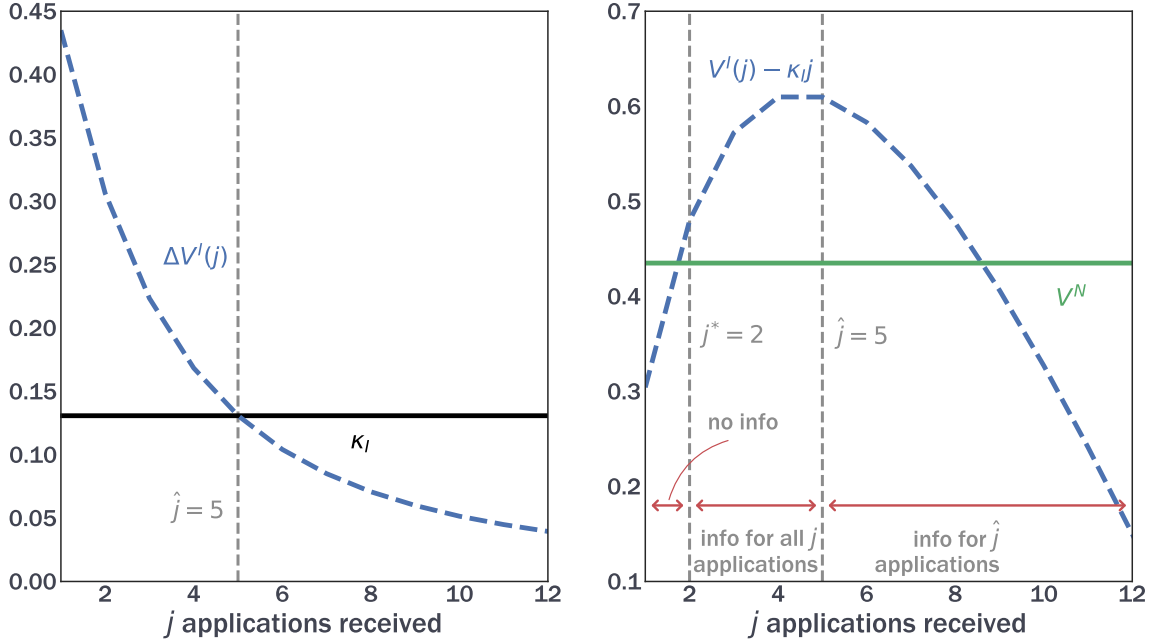 0.45
0.40
0.35
0.30
0.25
0.20
0.15
0.10
0.05
0.00
ΔV^I(j)
κ_I
ĵ = 5
2 4 6 8 10 12
j applications received
0.7
0.6
0.5
0.4
0.3
0.2
0.1
V^I(j) − κ_I j
V^N
j* = 2
ĵ = 5
no info
info for all j
applications
info for ĵ
applications
2 4 6 8 10 12
j applications received